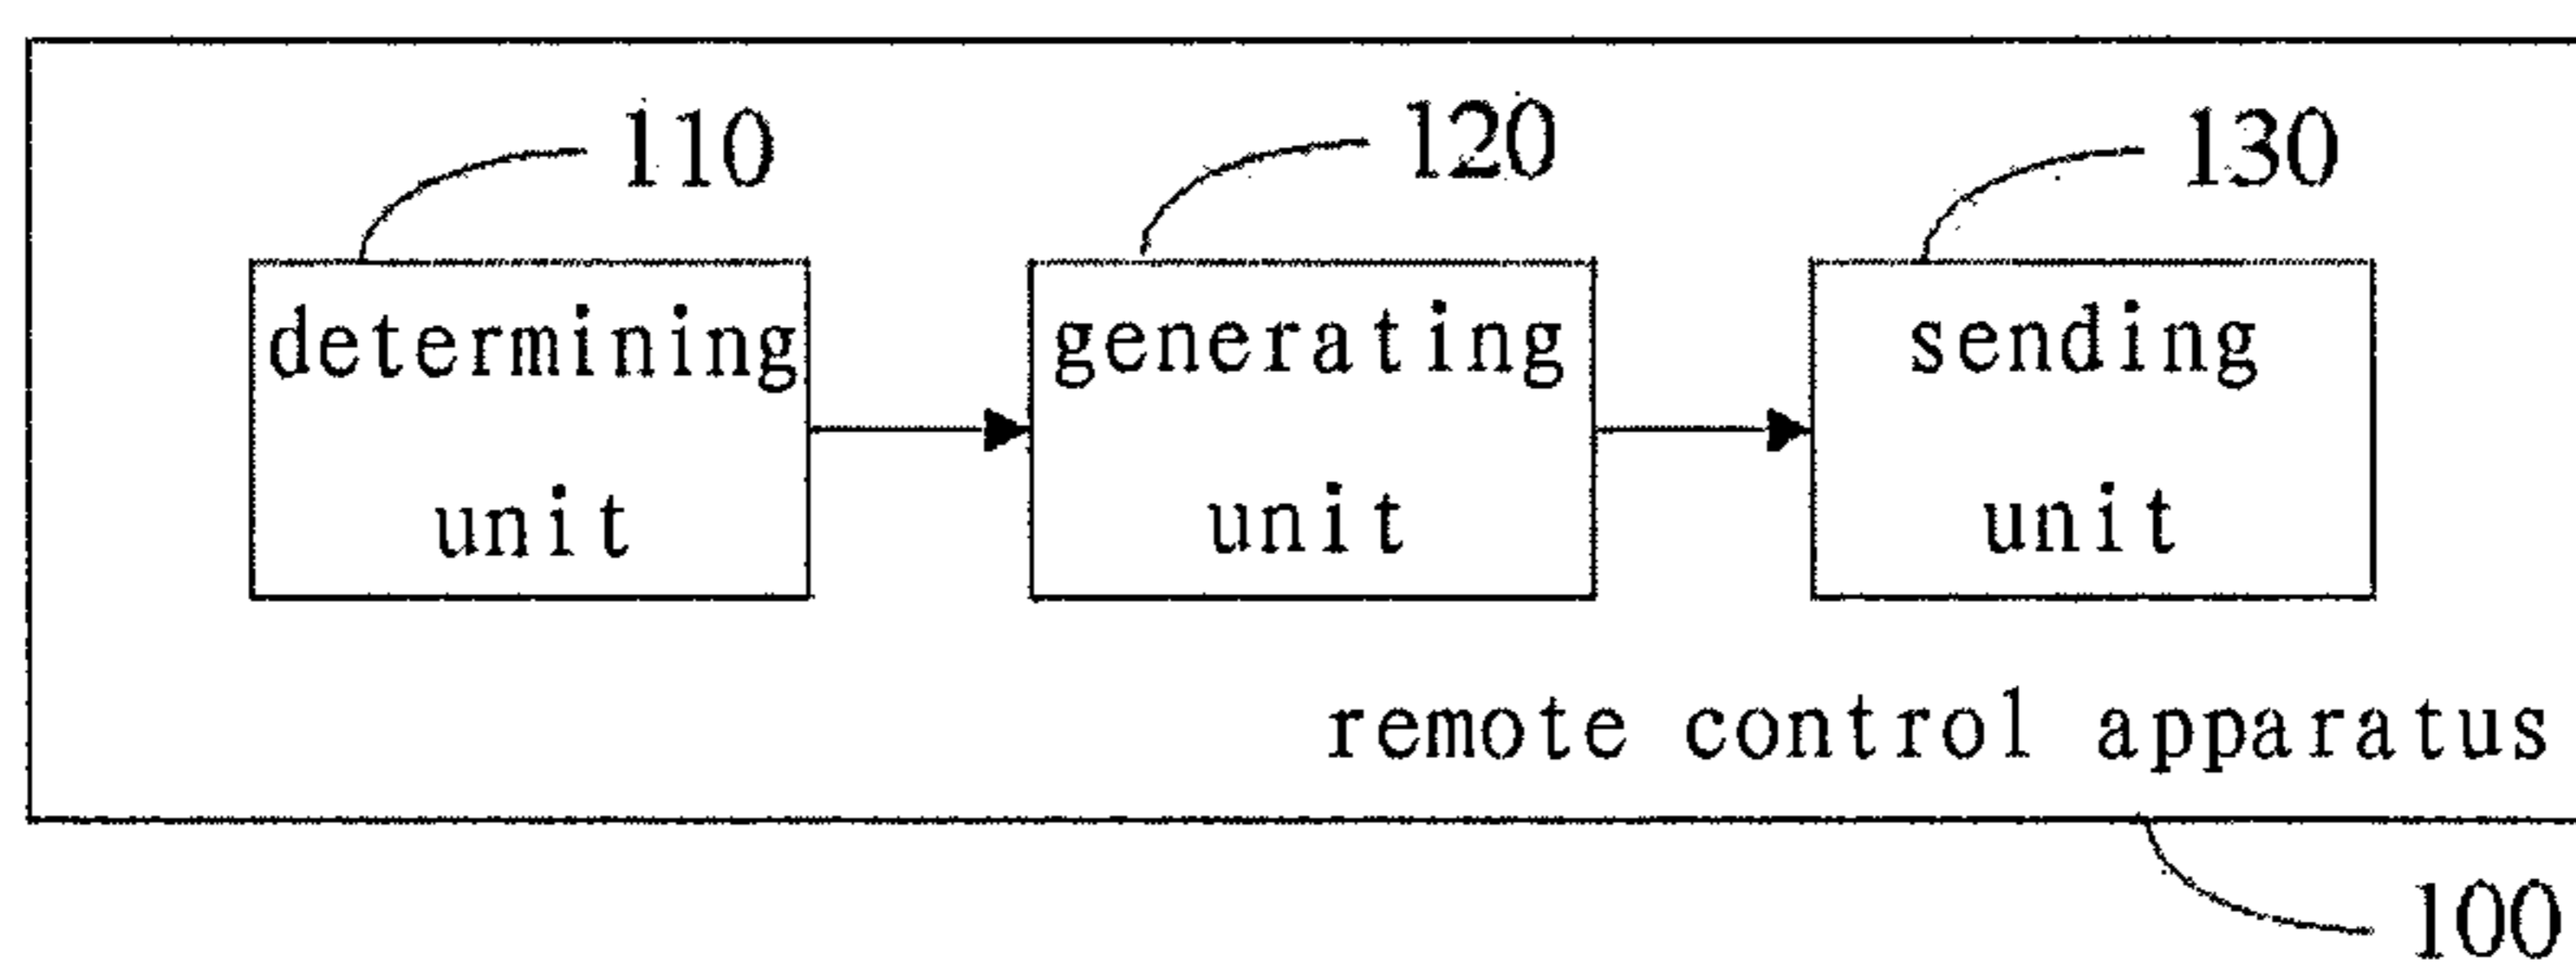 110
120
130
determining
unit
generating
unit
sending
unit
remote control apparatus
100